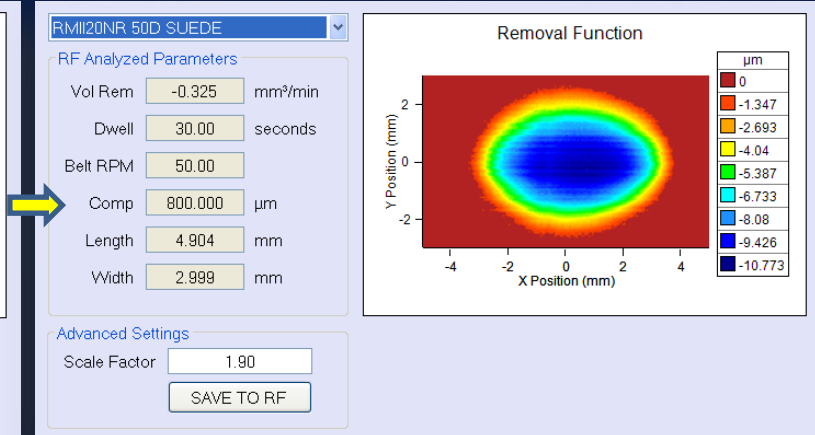 RMII20NR 50D SUEDE
RF Analyzed Parameters
Vol Rem -0.325 mm³/min
Dwell 30.00 seconds
Belt RPM 50.00
Comp 800.000 µm
Length 4.904 mm
Width 2.999 mm
Advanced Settings
Scale Factor 1.90
SAVE TO RF
Removal Function
Y Position (mm)
2
0
-2
-4 -2 0 2 4
X Position (mm)
µm
0
-1.347
-2.693
-4.04
-5.387
-6.733
-8.08
-9.426
-10.773